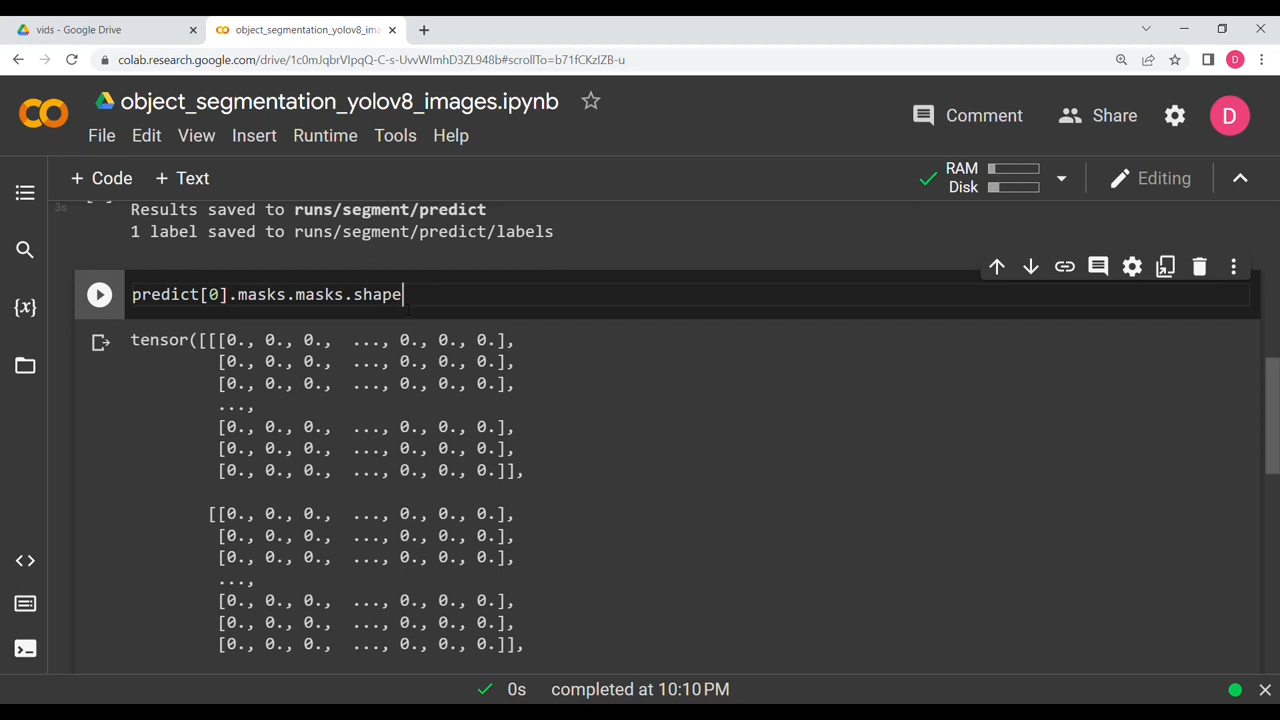 vids - Google Drive
object_segmentation_yolov8_ima
colab.research.google.com/drive/1c0mJqbrVIpqQ-C-s-UvvWlmhD3ZL948b#scrollTo=b71fCKzIZB-u
D
object_segmentation_yolov8_images.ipynb
File Edit View Insert Runtime Tools Help
Comment Share D
+ Code + Text
RAM
Disk
Editing
3s
Results saved to runs/segment/predict
1 label saved to runs/segment/predict/labels
predict[0].masks.masks.shape
tensor([[[0., 0., 0., ..., 0., 0., 0.],
[0., 0., 0., ..., 0., 0., 0.],
[0., 0., 0., ..., 0., 0., 0.],
...,
[0., 0., 0., ..., 0., 0., 0.],
[0., 0., 0., ..., 0., 0., 0.],
[0., 0., 0., ..., 0., 0., 0.]],
[[0., 0., 0., ..., 0., 0., 0.],
[0., 0., 0., ..., 0., 0., 0.],
[0., 0., 0., ..., 0., 0., 0.],
...,
[0., 0., 0., ..., 0., 0., 0.],
[0., 0., 0., ..., 0., 0., 0.],
[0., 0., 0., ..., 0., 0., 0.]],
0s completed at 10:10 PM